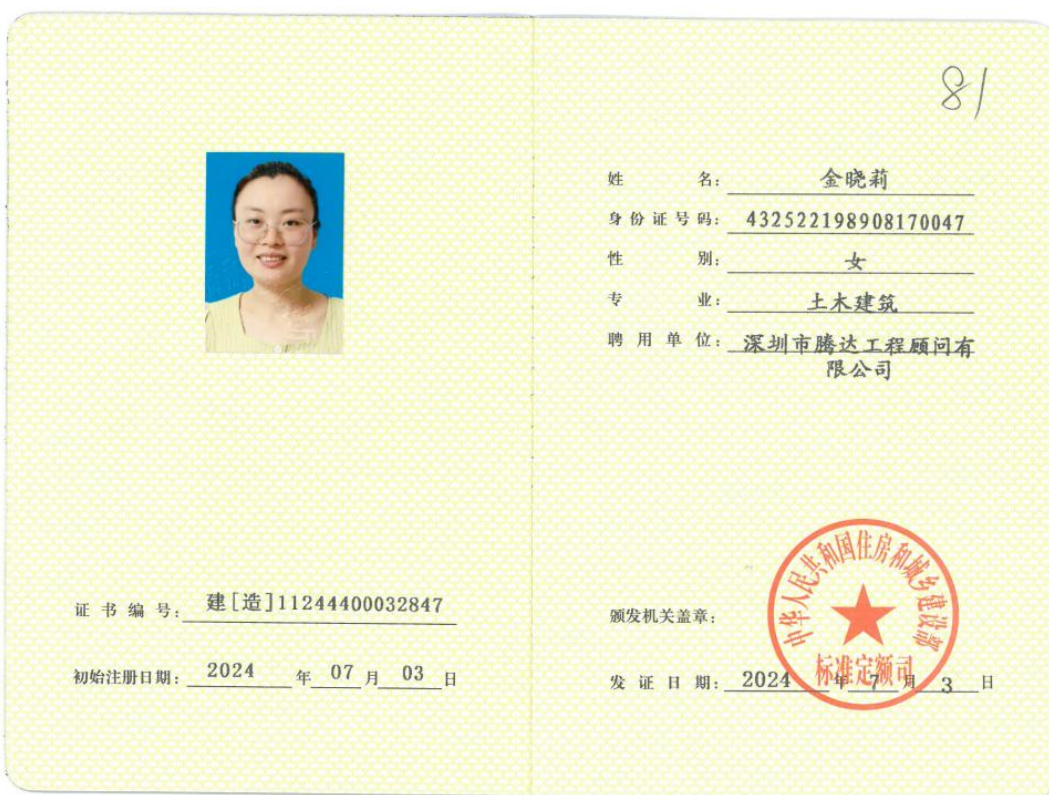 81
姓 名: 金晓莉
身份证号码: 432522198908170047
性 别: 女
专 业: 土木建筑
聘用单位: 深圳市腾达工程顾问有
限公司
证书编号: 建[造]11244400032847
初始注册日期: 2024 年 07 月 03 日
颁发机关盖章:
中华人民共和国住房和城乡建设部
标准定额司
发证日期: 2024 年 7 月 3 日